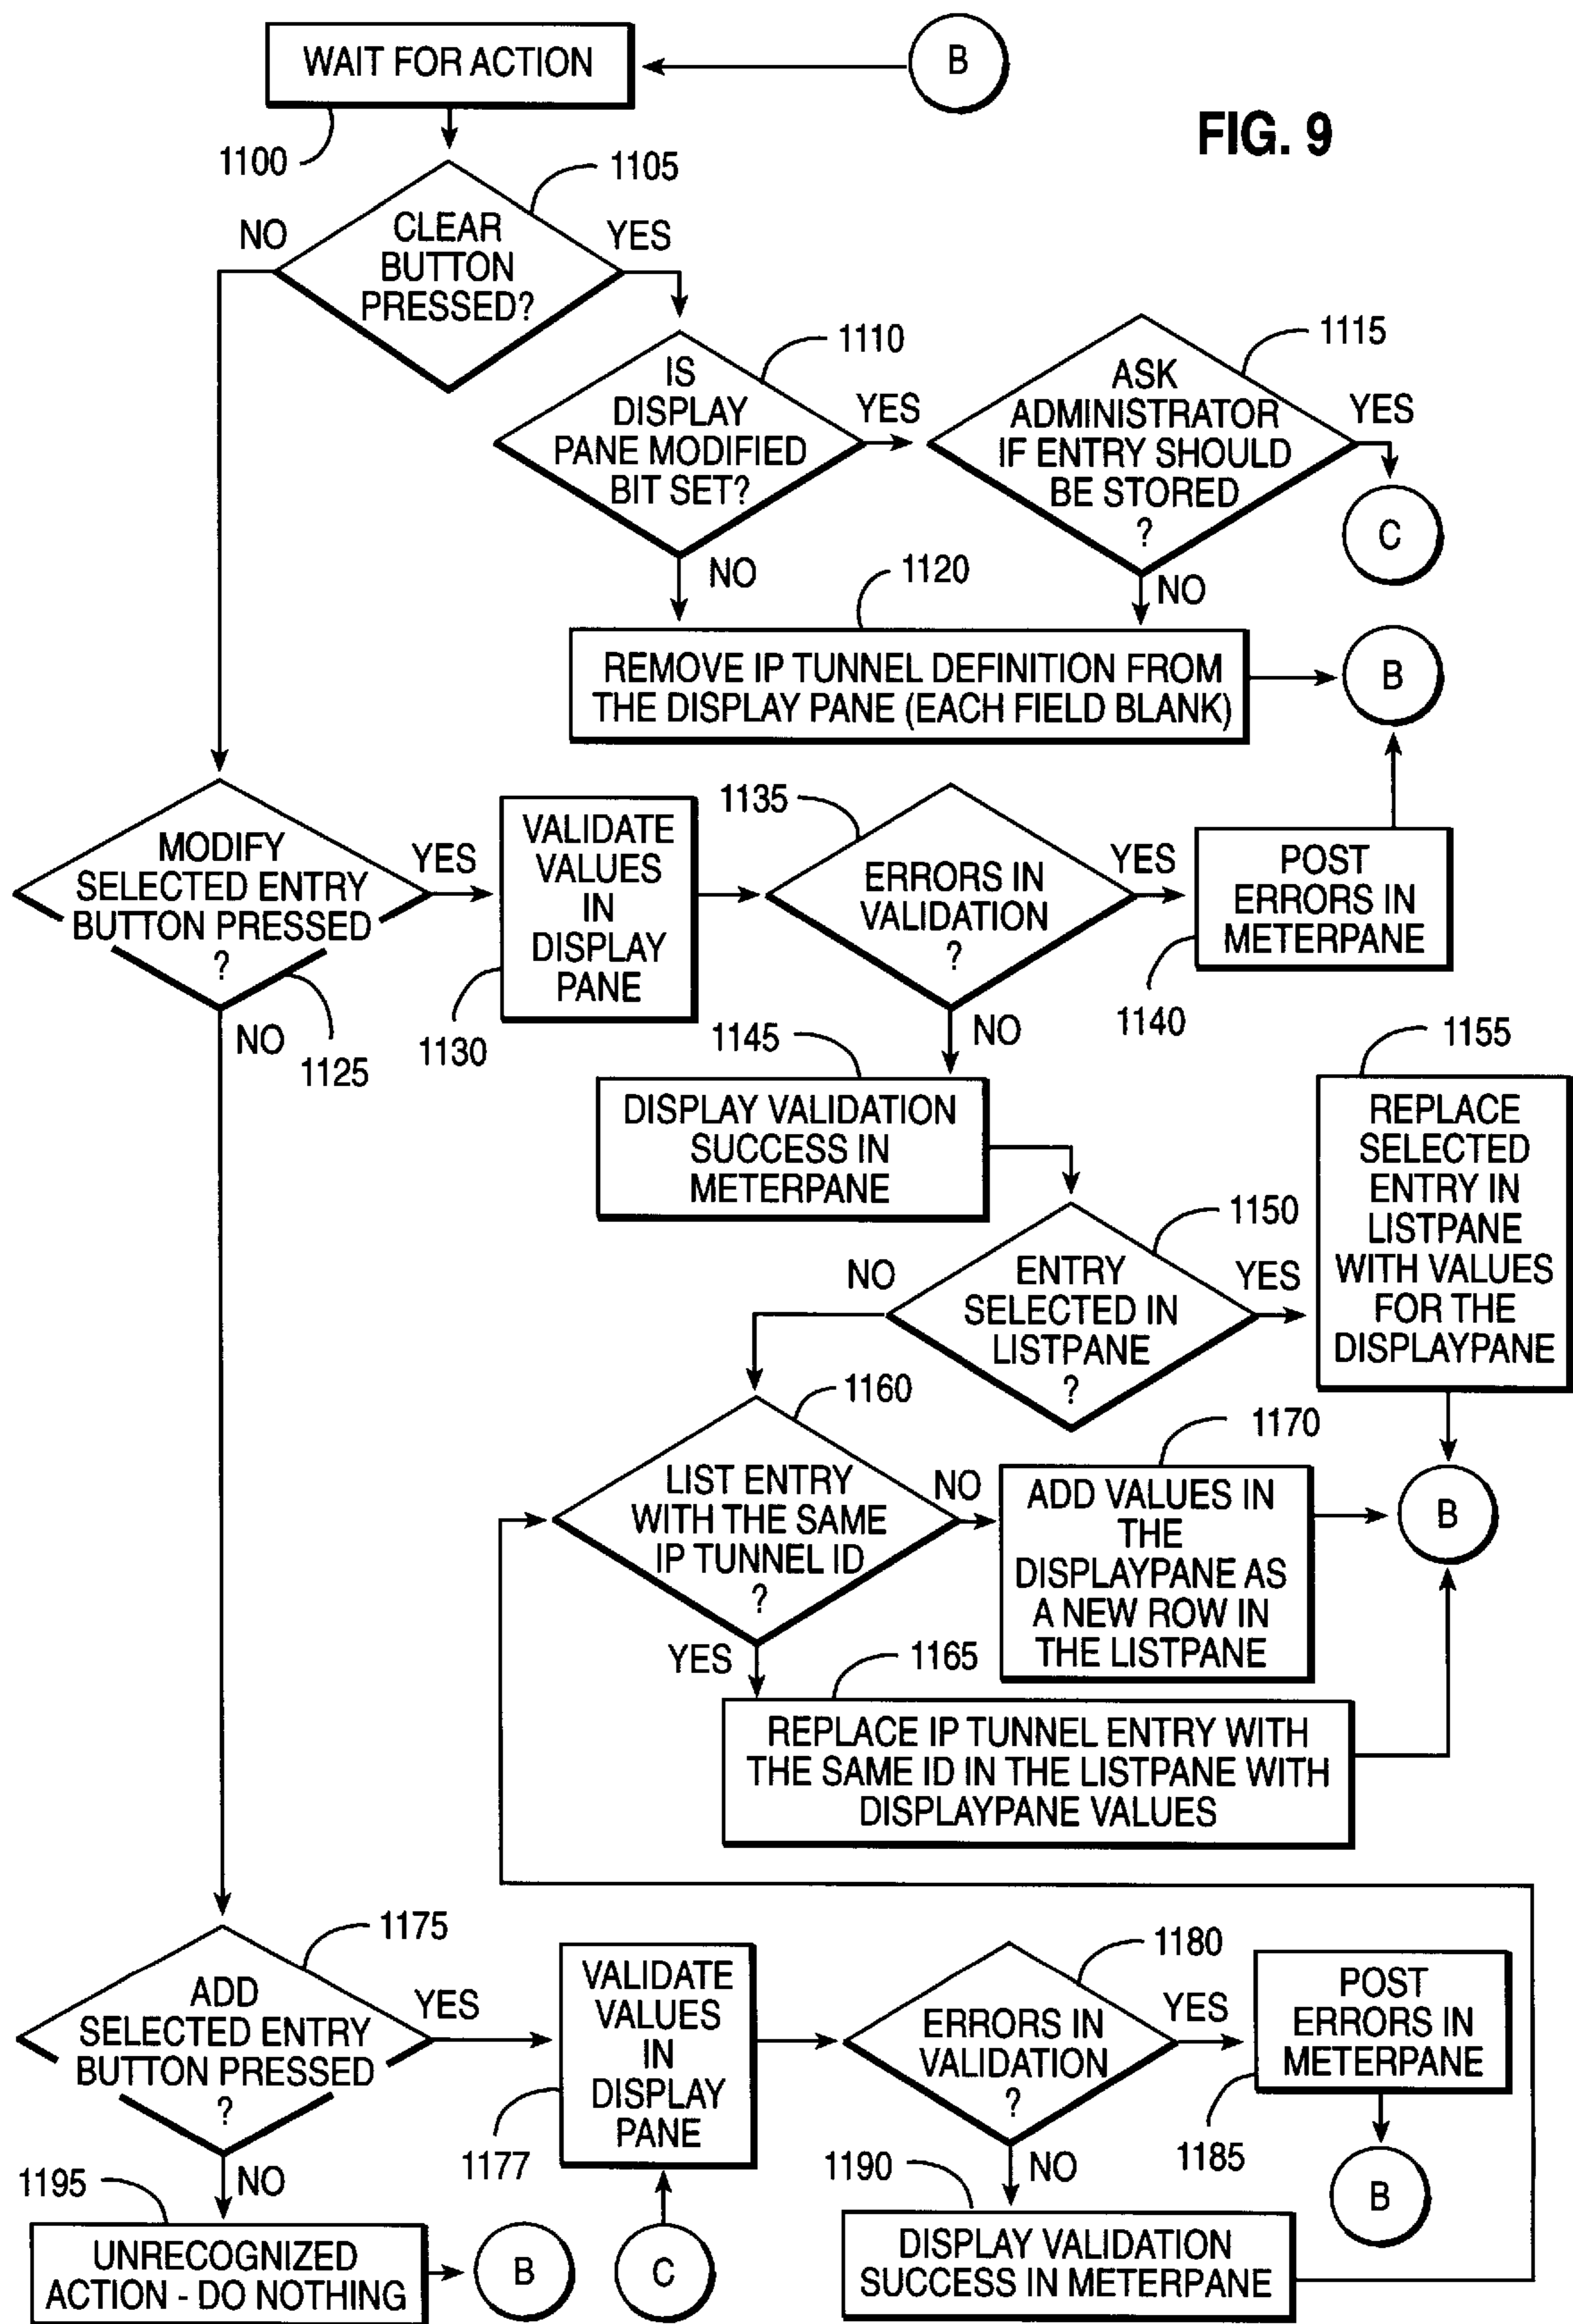 WAIT FOR ACTION
B
FIG. 9
1100
1105
NO
CLEAR
BUTTON
PRESSED?
YES
1110
IS
DISPLAY
PANE MODIFIED
BIT SET?
YES
1115
ASK
ADMINISTRATOR
IF ENTRY SHOULD
BE STORED
?
YES
C
NO
1120
NO
REMOVE IP TUNNEL DEFINITION FROM
THE DISPLAY PANE (EACH FIELD BLANK)
B
MODIFY
SELECTED ENTRY
BUTTON PRESSED
?
YES
NO
1125
VALIDATE
VALUES
IN
DISPLAY
PANE
1130
1135
ERRORS IN
VALIDATION
?
YES
POST
ERRORS IN
METERPANE
1140
NO
1145
DISPLAY VALIDATION
SUCCESS IN
METERPANE
1155
REPLACE
SELECTED
ENTRY IN
LISTPANE
WITH VALUES
FOR THE
DISPLAYPANE
1150
NO
ENTRY
SELECTED IN
LISTPANE
?
YES
1160
LIST ENTRY
WITH THE SAME
IP TUNNEL ID
?
NO
1170
ADD VALUES IN
THE
DISPLAYPANE AS
A NEW ROW IN
THE LISTPANE
B
YES
1165
REPLACE IP TUNNEL ENTRY WITH
THE SAME ID IN THE LISTPANE WITH
DISPLAYPANE VALUES
1175
ADD
SELECTED ENTRY
BUTTON PRESSED
?
YES
VALIDATE
VALUES
IN
DISPLAY
PANE
1177
1180
ERRORS IN
VALIDATION
?
YES
POST
ERRORS IN
METERPANE
1185
B
NO
1195
UNRECOGNIZED
ACTION - DO NOTHING
B
C
NO
1190
DISPLAY VALIDATION
SUCCESS IN METERPANE